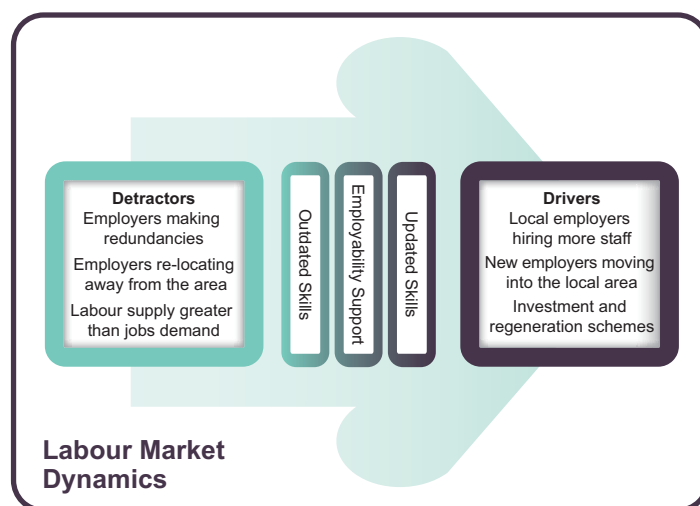 Detractors
Employers making
redundancies
Employers re-locating
away from the area
Labour supply greater
than jobs demand
Outdated Skills
Employability Support
Updated Skills
Drivers
Local employers
hiring more staff
New employers moving
into the local area
Investment and
regeneration schemes
Labour Market
Dynamics